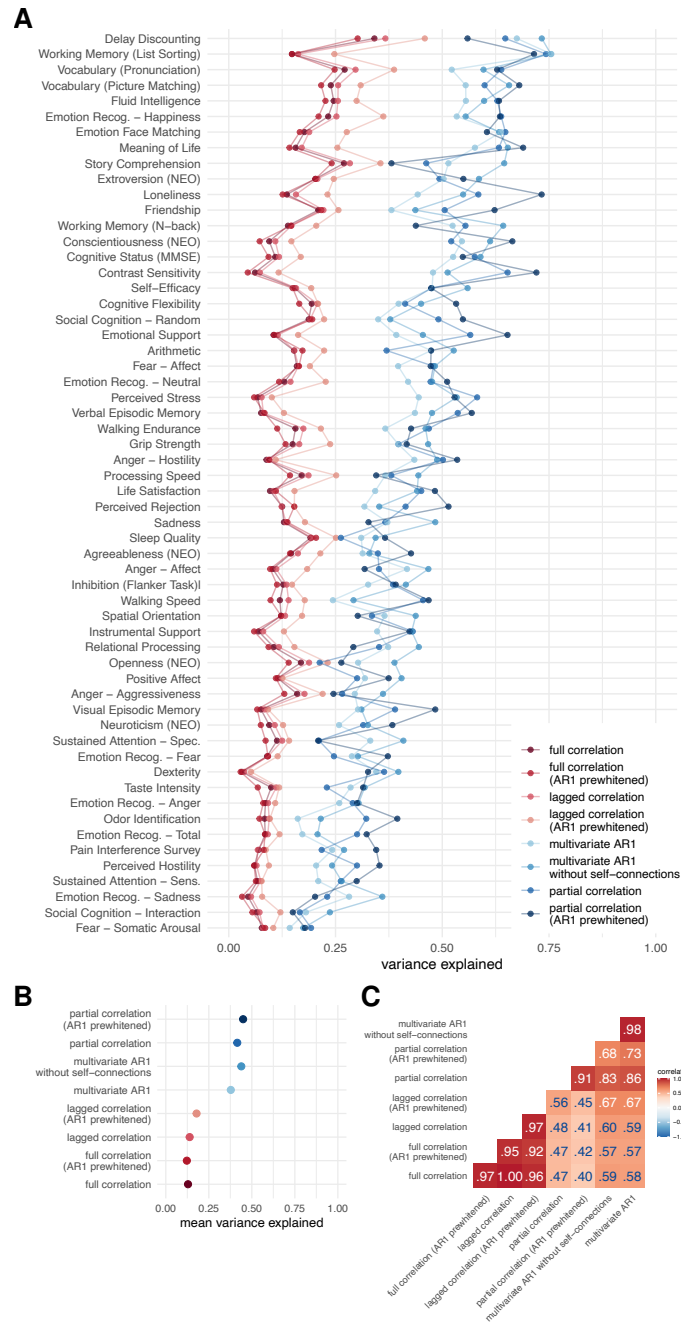 A
Delay Discounting
Working Memory (List Sorting)
Vocabulary (Pronunciation)
Vocabulary (Picture Matching)
Fluid Intelligence
Emotion Recog. − Happiness
Emotion Face Matching
Meaning of Life
Story Comprehension
Extroversion (NEO)
Loneliness
Friendship
Working Memory (N−back)
Conscientiousness (NEO)
Cognitive Status (MMSE)
Contrast Sensitivity
Self−Efficacy
Cognitive Flexibility
Social Cognition − Random
Emotional Support
Arithmetic
Fear − Affect
Emotion Recog. − Neutral
Perceived Stress
Verbal Episodic Memory
Walking Endurance
Grip Strength
Anger − Hostility
Processing Speed
Life Satisfaction
Perceived Rejection
Sadness
Sleep Quality
Agreeableness (NEO)
Anger − Affect
Inhibition (Flanker Task)l
Walking Speed
Spatial Orientation
Instrumental Support
Relational Processing
Openness (NEO)
Positive Affect
Anger − Aggressiveness
Visual Episodic Memory
Neuroticism (NEO)
Sustained Attention − Spec.
Emotion Recog. − Fear
Dexterity
Taste Intensity
Emotion Recog. − Anger
Odor Identification
Emotion Recog. − Total
Pain Interference Survey
Perceived Hostility
Sustained Attention − Sens.
Emotion Recog. − Sadness
Social Cognition − Interaction
Fear − Somatic Arousal
0.00 0.25 0.50 0.75 1.00
variance explained
full correlation
full correlation
(AR1 prewhitened)
lagged correlation
lagged correlation
(AR1 prewhitened)
multivariate AR1
multivariate AR1
without self−connections
partial correlation
partial correlation
(AR1 prewhitened)
B
partial correlation
(AR1 prewhitened)
partial correlation
multivariate AR1
without self−connections
multivariate AR1
lagged correlation
(AR1 prewhitened)
lagged correlation
full correlation
(AR1 prewhitened)
full correlation
0.00 0.25 0.50 0.75 1.00
mean variance explained
C
multivariate AR1
without self−connections
.98
partial correlation
(AR1 prewhitened)
.68 .73
partial correlation
.91 .83 .86
lagged correlation
(AR1 prewhitened)
.56 .45 .67 .67
lagged correlation
.97 .48 .41 .60 .59
full correlation
(AR1 prewhitened)
.95 .92 .47 .42 .57 .57
full correlation
.97 1.00 .96 .47 .40 .59 .58
full correlation (AR1 prewhitened)
lagged correlation
lagged correlation (AR1 prewhitened)
partial correlation
partial correlation (AR1 prewhitened)
multivariate AR1 without self−connections
multivariate AR1
correla
1.0
0.5
0.0